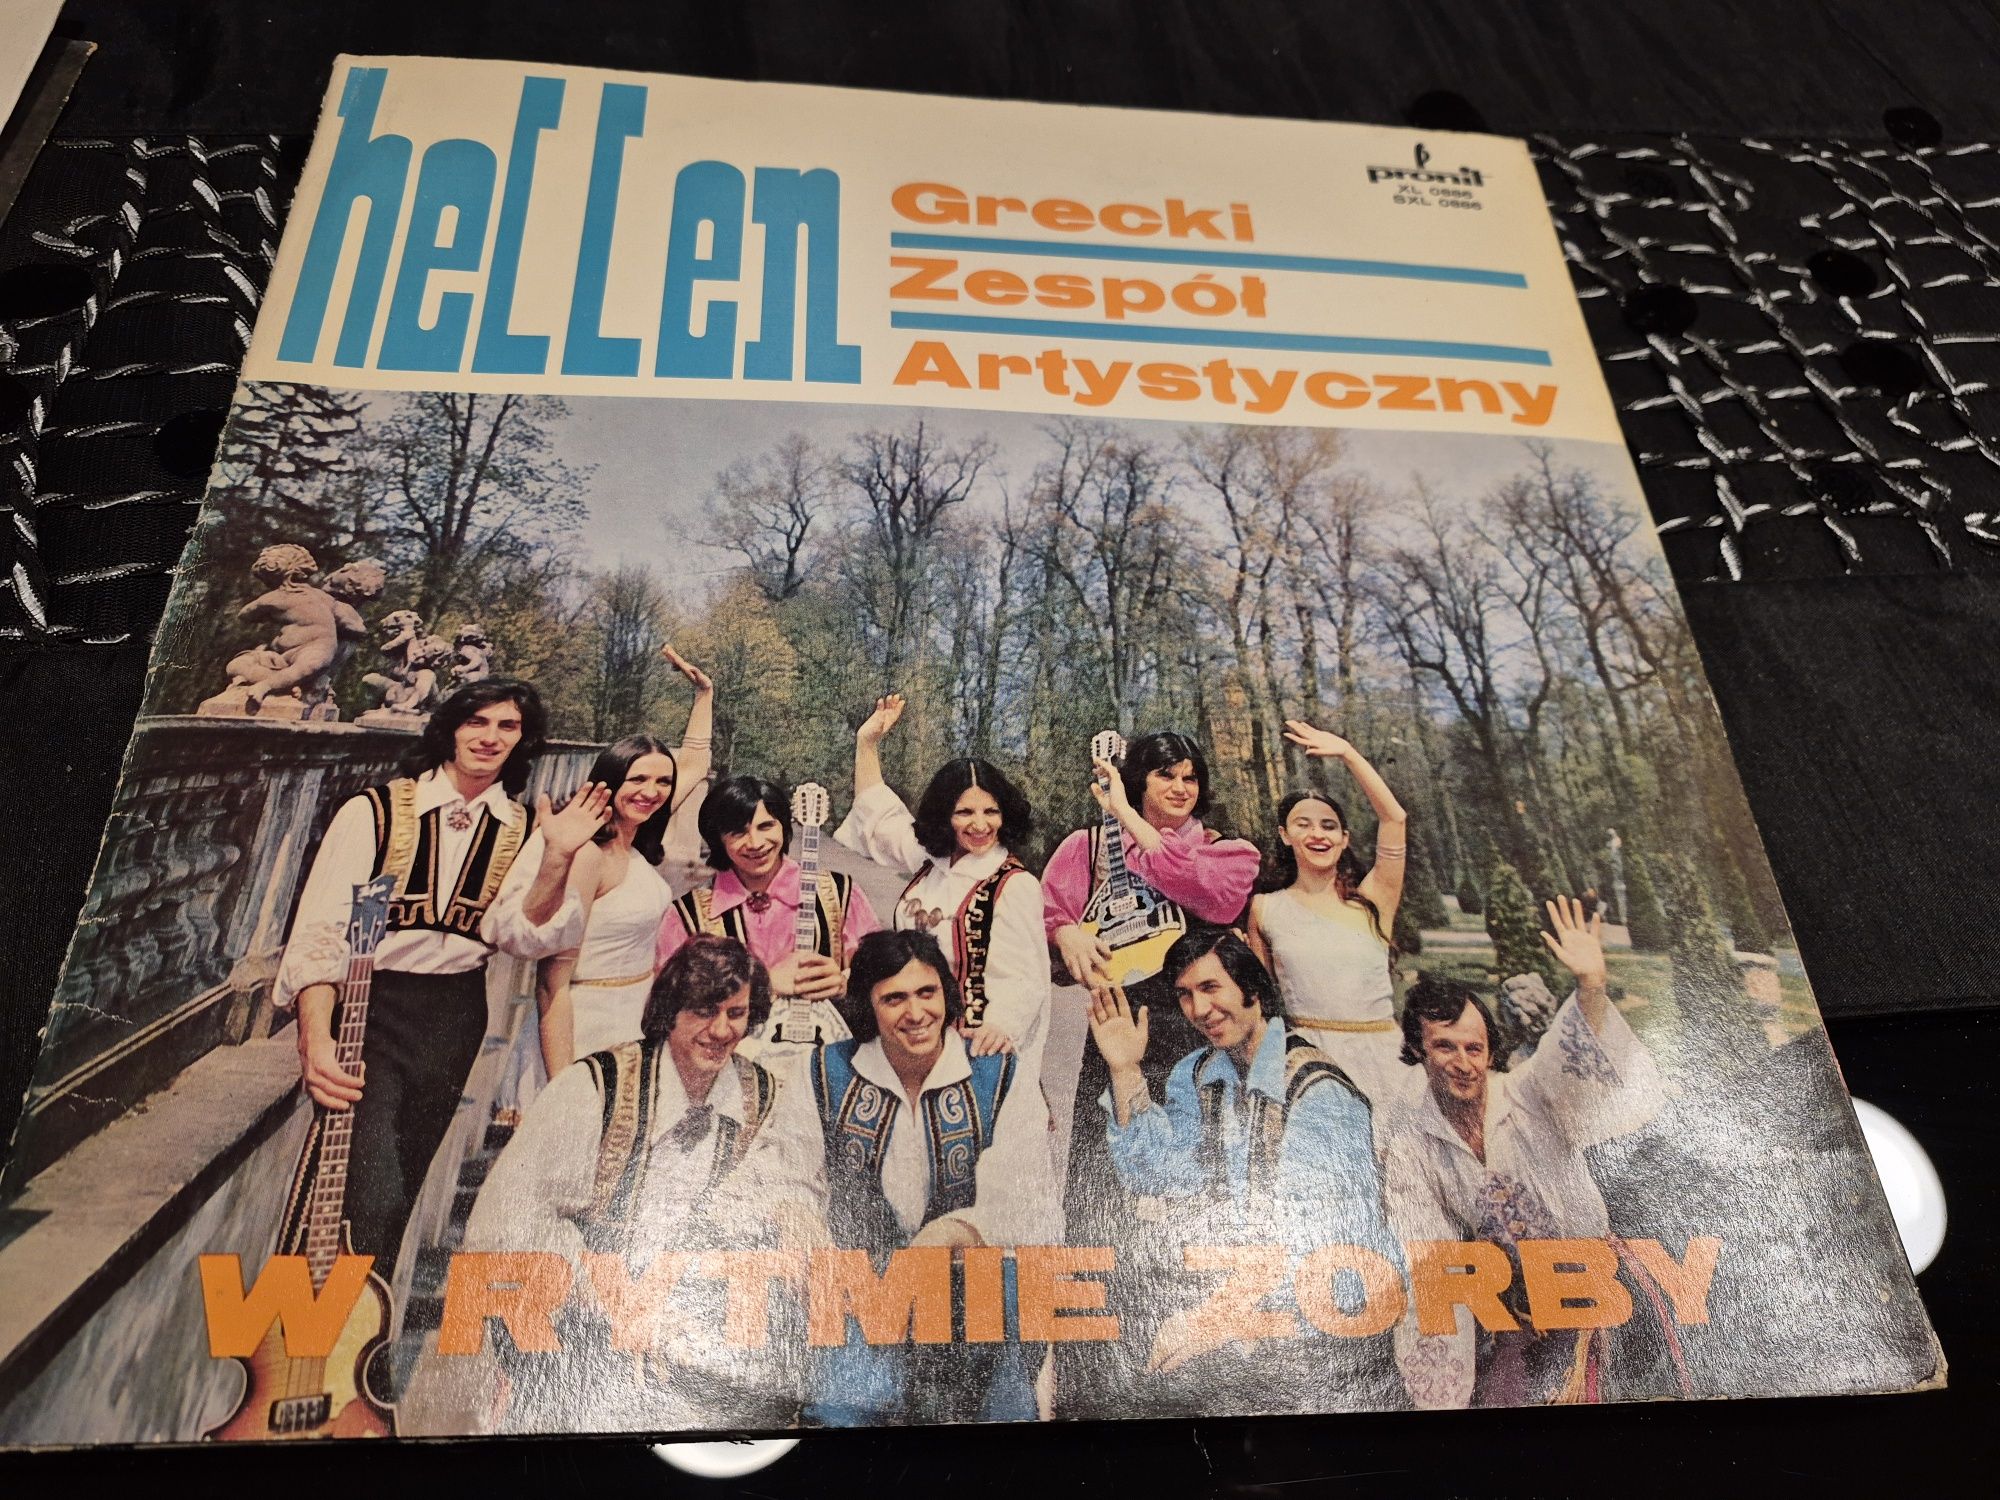 hellen
Grecki
Zespół
Artystyczny
pronit
XL 0886
SXL 0886
W RYTMIE ZORBY